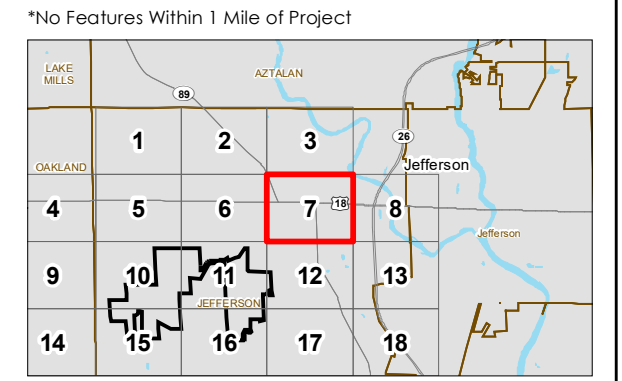 *No Features Within 1 Mile of Project
LAKE
MILLS
AZTALAN
89
1 2 3
26
OAKLAND
Jefferson
4 5 6 7 18 8
Jefferson
9 10 11 12 13
JEFFERSON
14 15 16 17 18